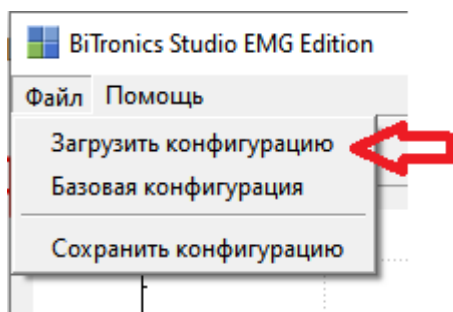 BiTronics Studio EMG Edition
Файл Помощь
Загрузить конфигурацию
Базовая конфигурация
Сохранить конфигурацию